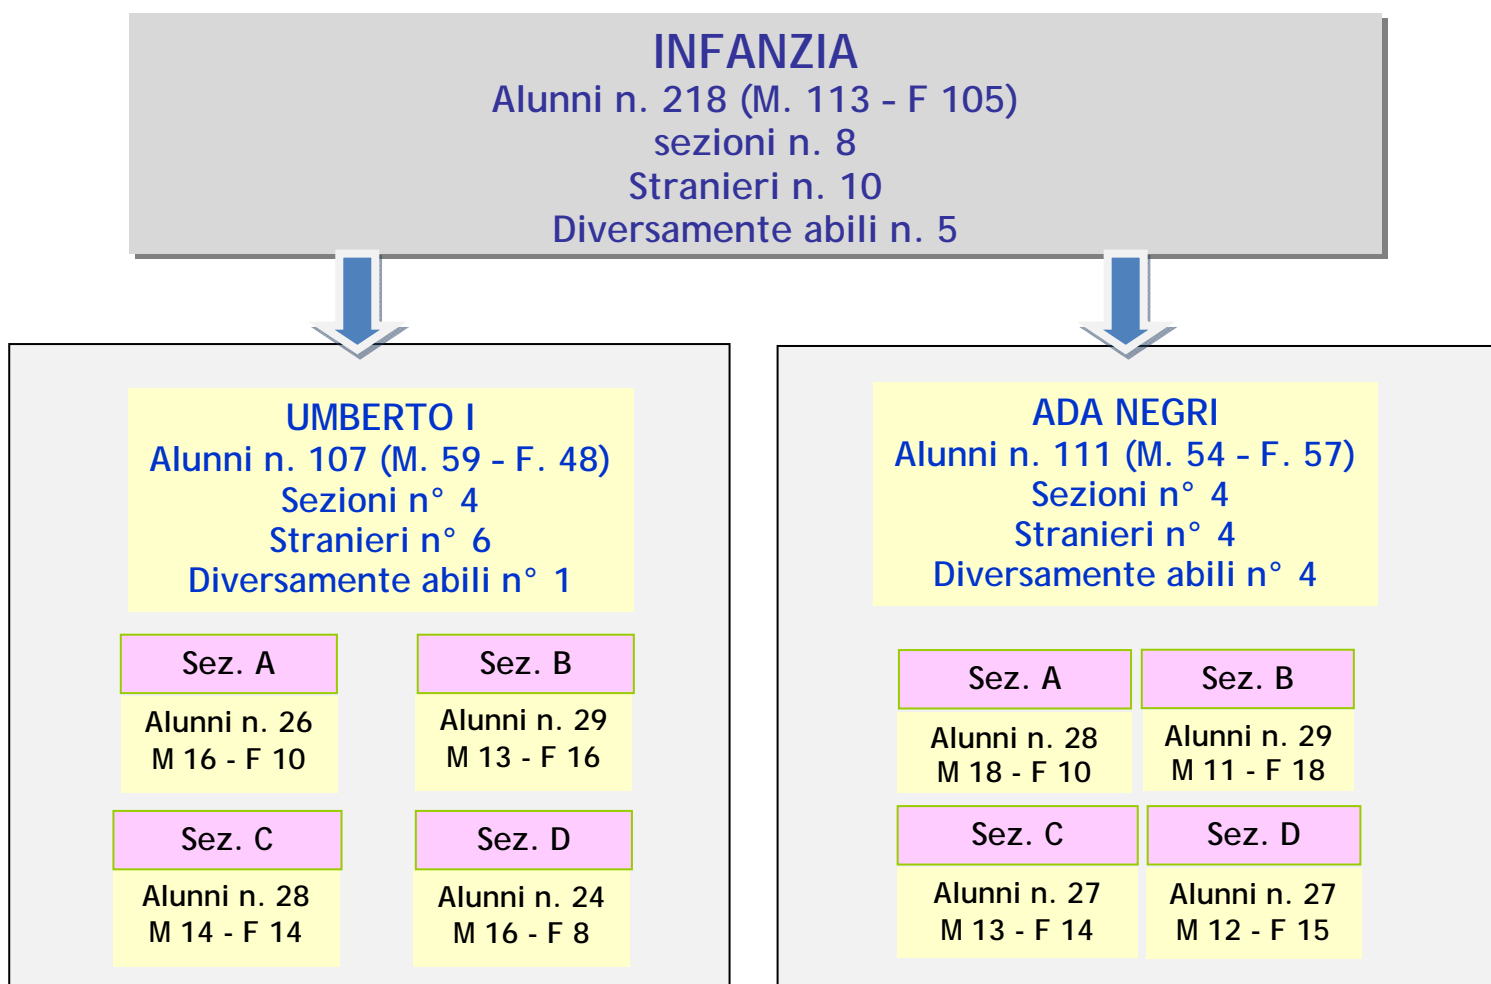 INFANZIA
Alunni n. 218 (M. 113 – F 105)
sezioni n. 8
Stranieri n. 10
Diversamente abili n. 5
UMBERTO I
Alunni n. 107 (M. 59 – F. 48)
Sezioni n° 4
Stranieri n° 6
Diversamente abili n° 1
Sez. A
Alunni n. 26
M 16 - F 10
Sez. B
Alunni n. 29
M 13 - F 16
Sez. C
Alunni n. 28
M 14 - F 14
Sez. D
Alunni n. 24
M 16 - F 8
ADA NEGRI
Alunni n. 111 (M. 54 – F. 57)
Sezioni n° 4
Stranieri n° 4
Diversamente abili n° 4
Sez. A
Alunni n. 28
M 18 - F 10
Sez. B
Alunni n. 29
M 11 - F 18
Sez. C
Alunni n. 27
M 13 - F 14
Sez. D
Alunni n. 27
M 12 - F 15